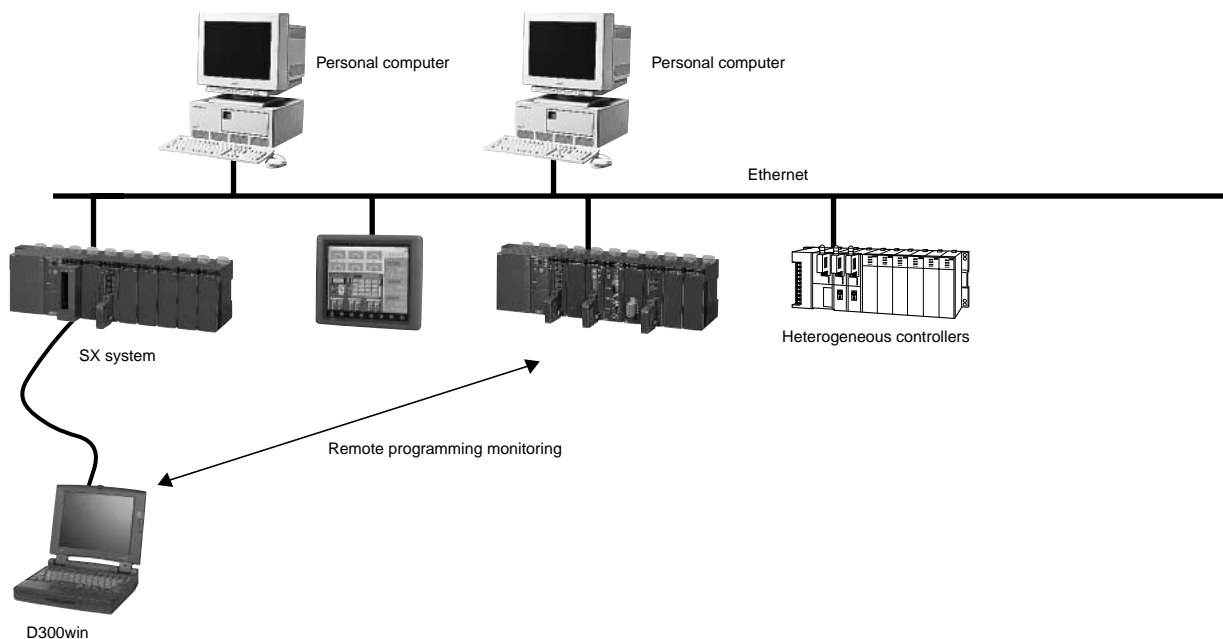 Personal computer
Personal computer
Ethernet
SX system
Heterogeneous controllers
Remote programming monitoring
D300win